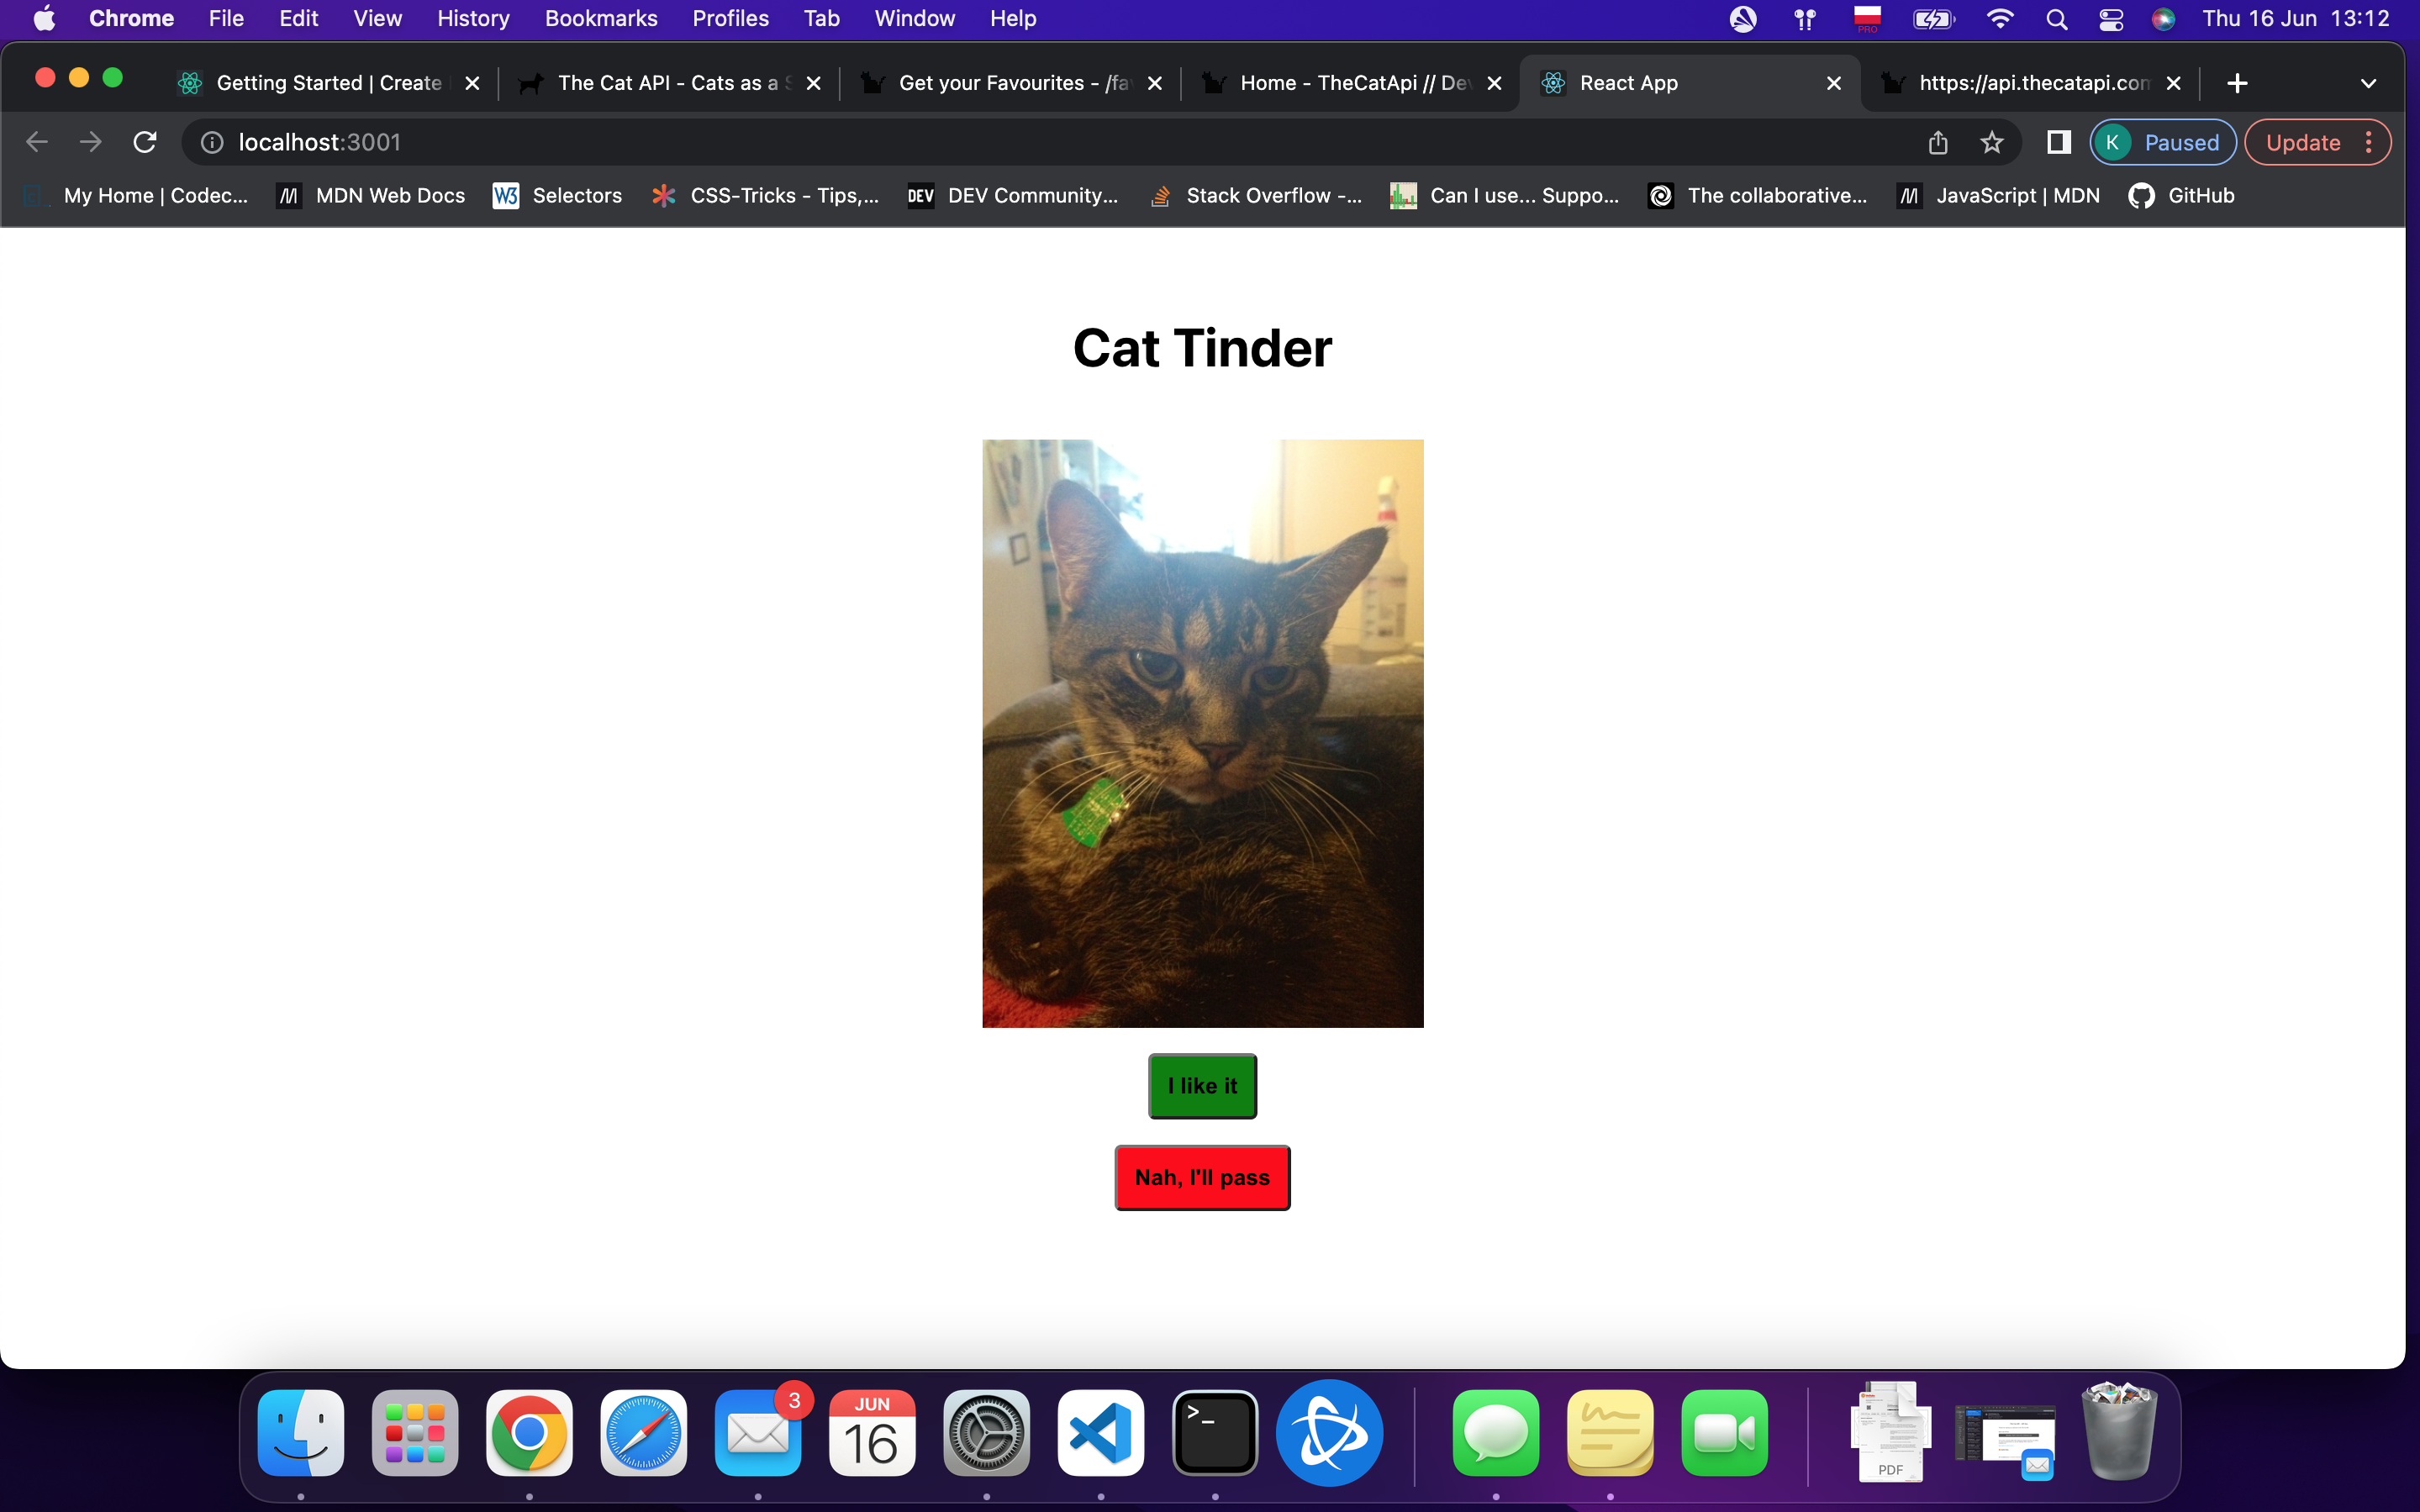 Chrome File Edit View History Bookmarks Profiles Tab Window Help PRO Thu 16 Jun 13:12
Getting Started | Create The Cat API - Cats as a S Get your Favourites - /fa Home - TheCatApi // De React App https://api.thecatapi.com
localhost:3001 K Paused Update
My Home | Codec... MDN Web Docs W3 Selectors CSS-Tricks - Tips,... DEV DEV Community... Stack Overflow -... Can I use... Suppo... The collaborative... JavaScript | MDN GitHub
Cat Tinder
I like it
Nah, I'll pass
3
JUN
16
>_
PDF